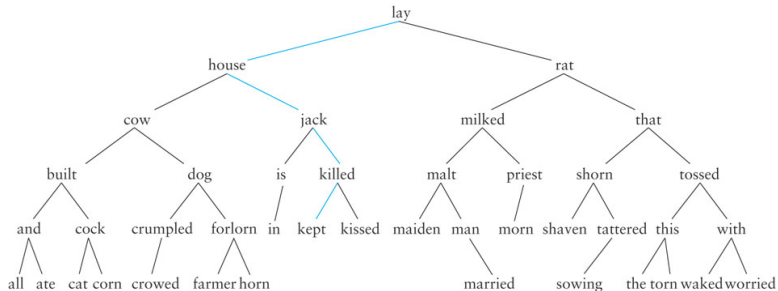 lay
house rat
cow jack milked that
built dog is killed malt priest shorn tossed
and cock crumpled forlorn in kept kissed maiden man morn shaven tattered this with
all ate cat corn crowed farmer horn married sowing the torn waked worried